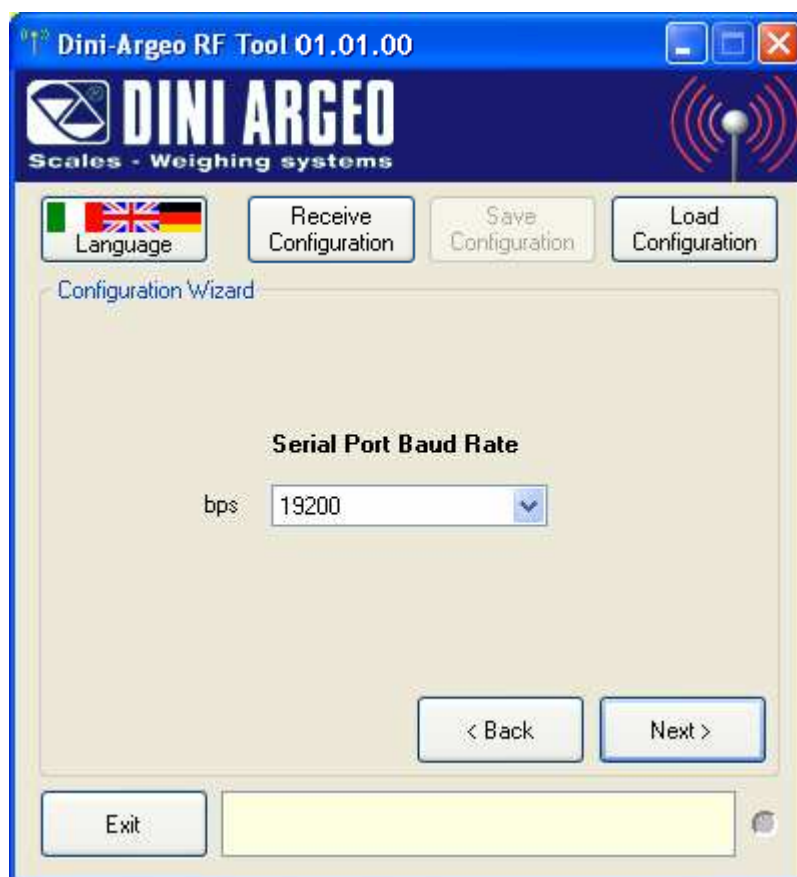 Dini-Argeo RF Tool 01.01.00
DINI ARGEO
Scales - Weighing systems
Language
Receive
Configuration
Save
Configuration
Load
Configuration
Configuration Wizard
Serial Port Baud Rate
bps
19200
< Back
Next >
Exit